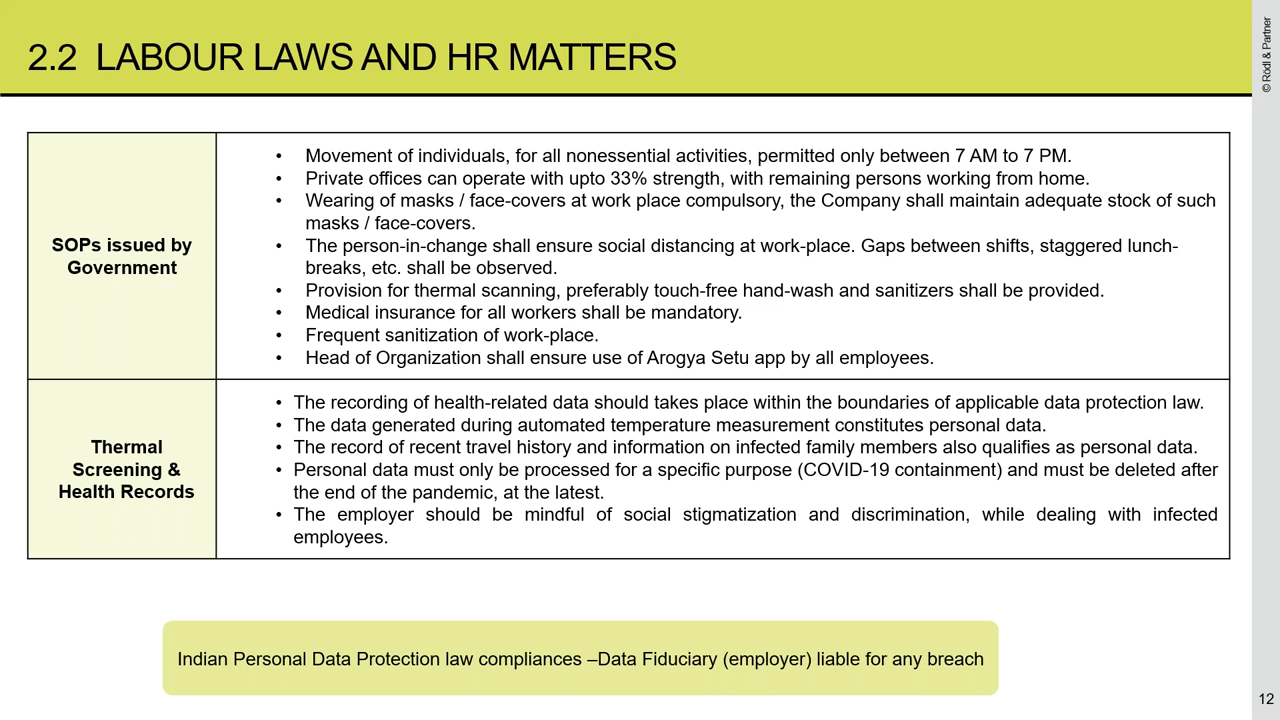 2.2 LABOUR LAWS AND HR MATTERS
© Rödl & Partner
SOPs issued by
Government
• Movement of individuals, for all nonessential activities, permitted only between 7 AM to 7 PM.
• Private offices can operate with upto 33% strength, with remaining persons working from home.
• Wearing of masks / face-covers at work place compulsory, the Company shall maintain adequate stock of such
masks / face-covers.
• The person-in-change shall ensure social distancing at work-place. Gaps between shifts, staggered lunch-
breaks, etc. shall be observed.
• Provision for thermal scanning, preferably touch-free hand-wash and sanitizers shall be provided.
• Medical insurance for all workers shall be mandatory.
• Frequent sanitization of work-place.
• Head of Organization shall ensure use of Arogya Setu app by all employees.
Thermal
Screening &
Health Records
• The recording of health-related data should takes place within the boundaries of applicable data protection law.
• The data generated during automated temperature measurement constitutes personal data.
• The record of recent travel history and information on infected family members also qualifies as personal data.
• Personal data must only be processed for a specific purpose (COVID-19 containment) and must be deleted after
the end of the pandemic, at the latest.
• The employer should be mindful of social stigmatization and discrimination, while dealing with infected
employees.
Indian Personal Data Protection law compliances –Data Fiduciary (employer) liable for any breach
12